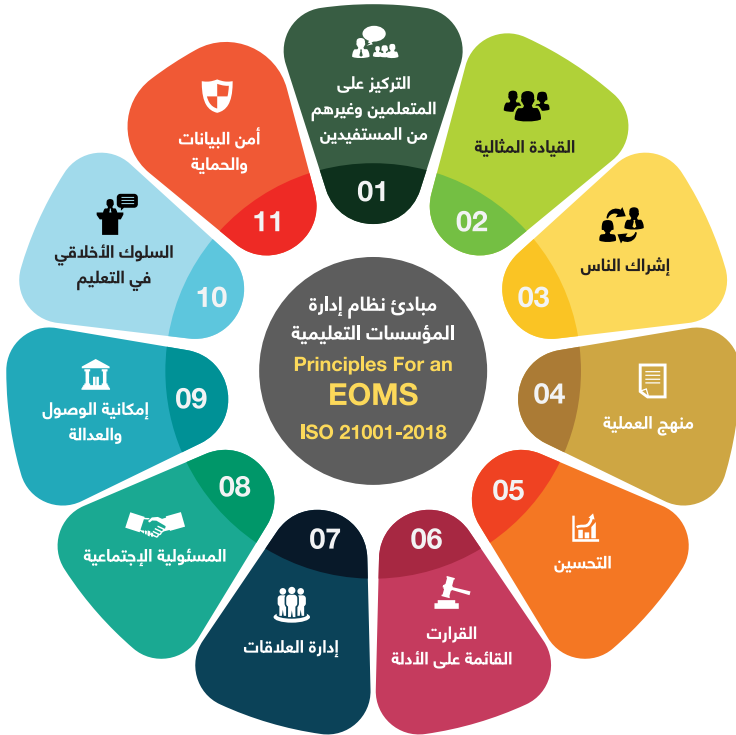 مبادئ نظام إدارة
المؤسسات التعليمية
Principles For an
EOMS
ISO 21001-2018
التركيز على
المتعلمين وغيرهم
من المستفيدين
01
القيادة المثالية
02
إشراك الناس
03
منهج العملية
04
التحسين
05
القرارت
القائمة على الأدلة
06
إدارة العلاقات
07
المسئولية الإجتماعية
08
إمكانية الوصول
والعدالة
09
السلوك الأخلاقي
في التعليم
10
أمن البيانات
والحماية
11